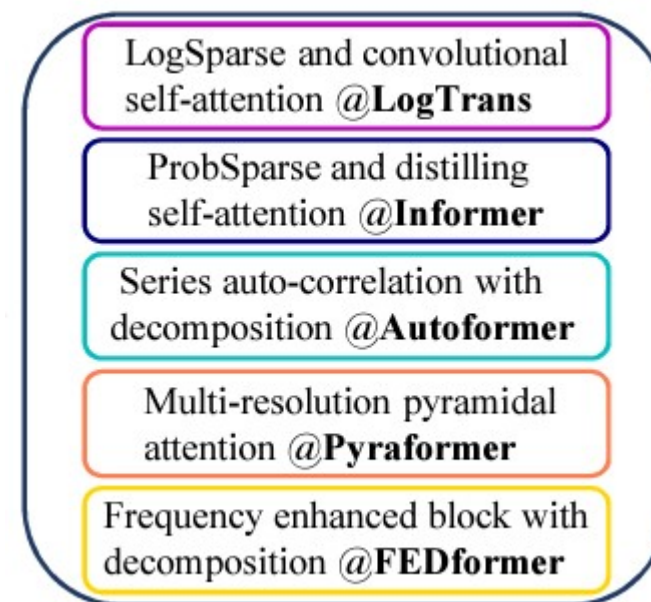 LogSparse and convolutional
self-attention @LogTrans
ProbSparse and distilling
self-attention @Informer
Series auto-correlation with
decomposition @Autoformer
Multi-resolution pyramidal
attention @Pyraformer
Frequency enhanced block with
decomposition @FEDformer